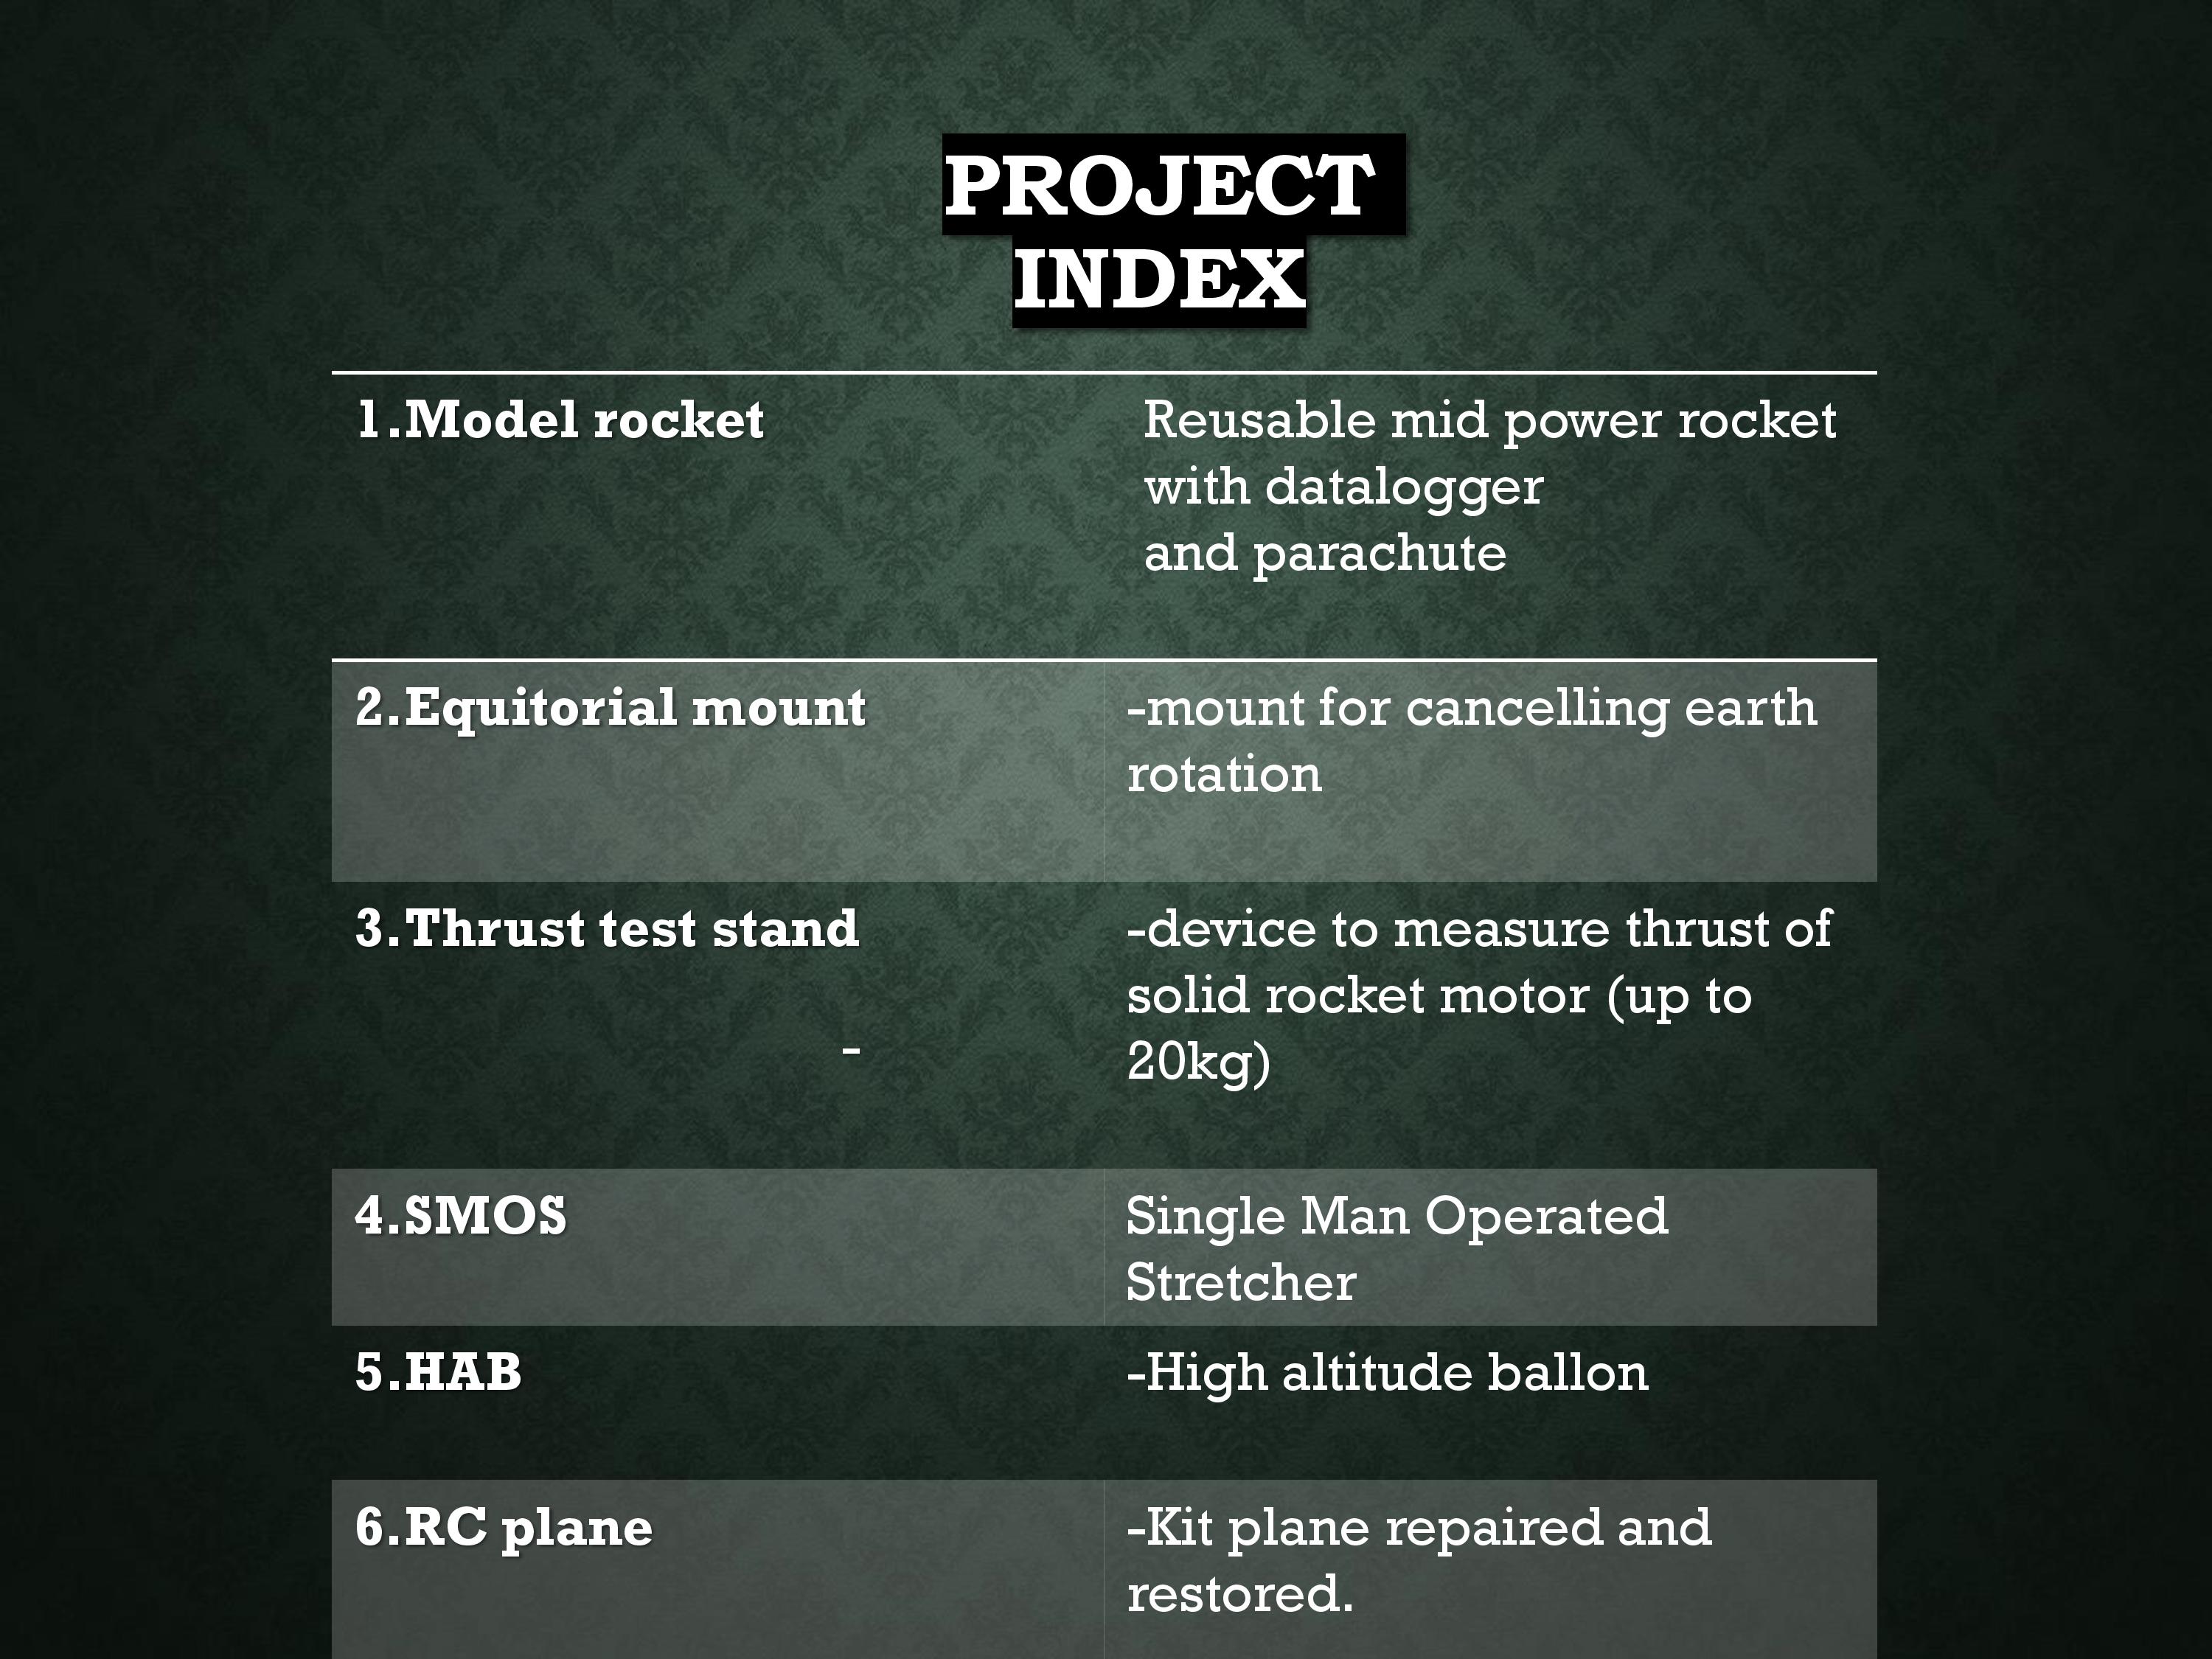 PROJECT
INDEX
1.Model rocket
Reusable mid power rocket
with datalogger
and parachute
2.Equitorial mount
-mount for cancelling earth
rotation
3.Thrust test stand
-
-device to measure thrust of
solid rocket motor (up to
20kg)
4.SMOS
Single Man Operated
Stretcher
5.HAB
-High altitude ballon
6.RC plane
-Kit plane repaired and
restored.